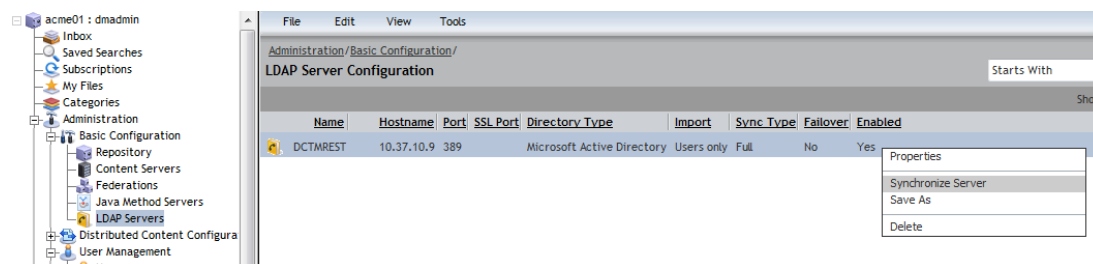 acme01 : dmadmin
Inbox
Saved Searches
Subscriptions
My Files
Categories
Administration
Basic Configuration
Repository
Content Servers
Federations
Java Method Servers
LDAP Servers
Distributed Content Configura
User Management
File Edit View Tools
Administration/Basic Configuration/
LDAP Server Configuration
Starts With
Sho
Name Hostname Port SSL Port Directory Type Import Sync Type Failover Enabled
DCTMREST 10.37.10.9 389 Microsoft Active Directory Users only Full No Yes
Properties
Synchronize Server
Save As
Delete